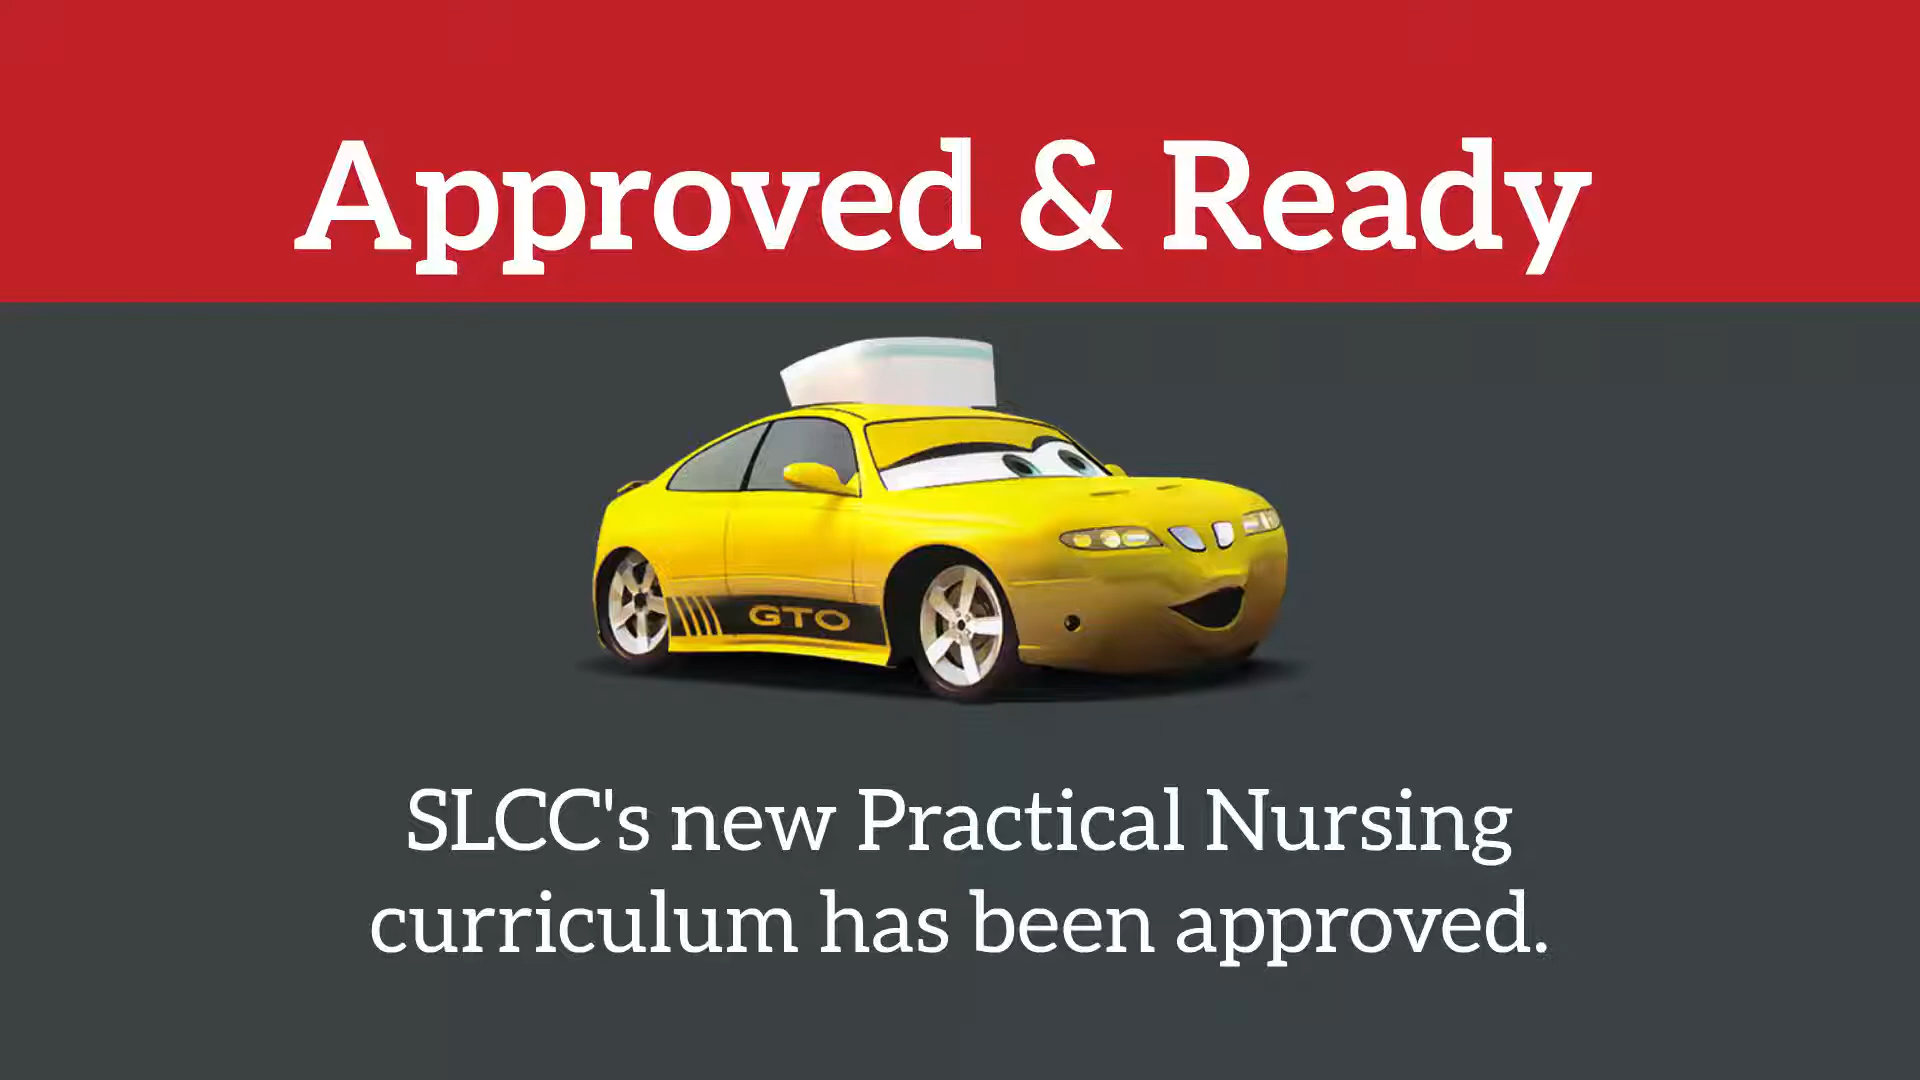 Approved & Ready
GTO
SLCC's new Practical Nursing
curriculum has been approved.